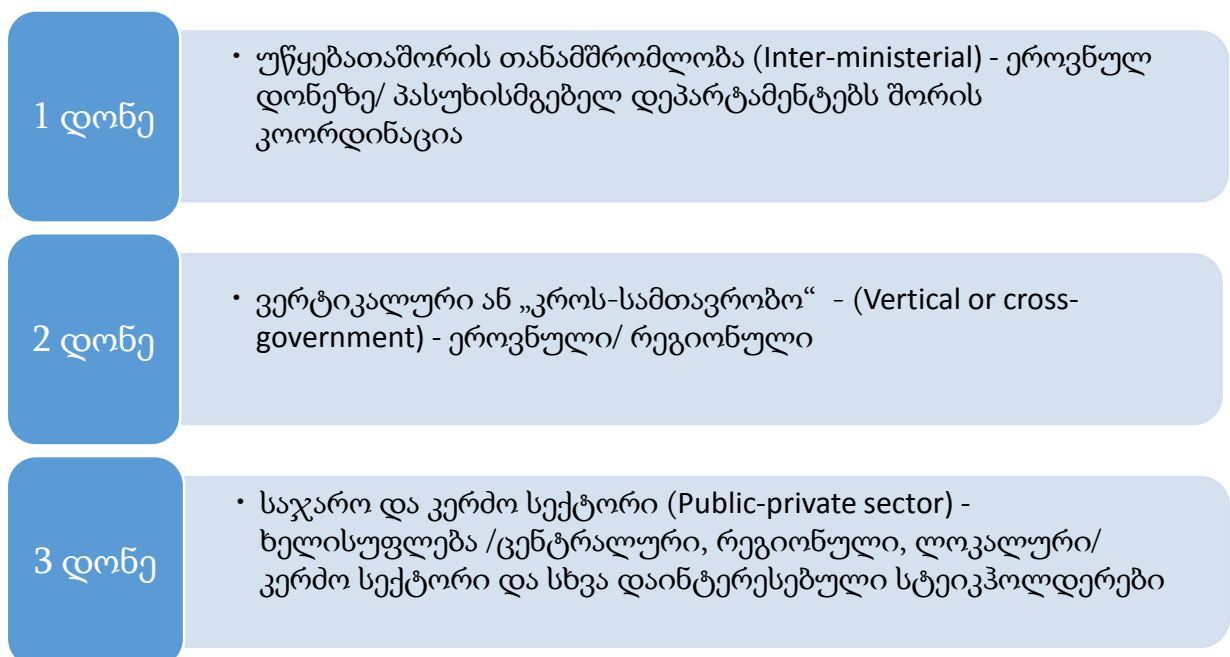 1 დონე
• უწყებათაშორის თანამშრომლობა (Inter-ministerial) - ეროვნულ
დონეზე/ პასუხისმგებელ დეპარტამენტებს შორის
კოორდინაცია
2 დონე
• ვერტიკალური ან „კროს-სამთავრობო“ - (Vertical or cross-
government) - ეროვნული/ რეგიონული
3 დონე
• საჯარო და კერძო სექტორი (Public-private sector) -
ხელისუფლება /ცენტრალური, რეგიონული, ლოკალური/
კერძო სექტორი და სხვა დაინტერესებული სტეიკჰოლდერები